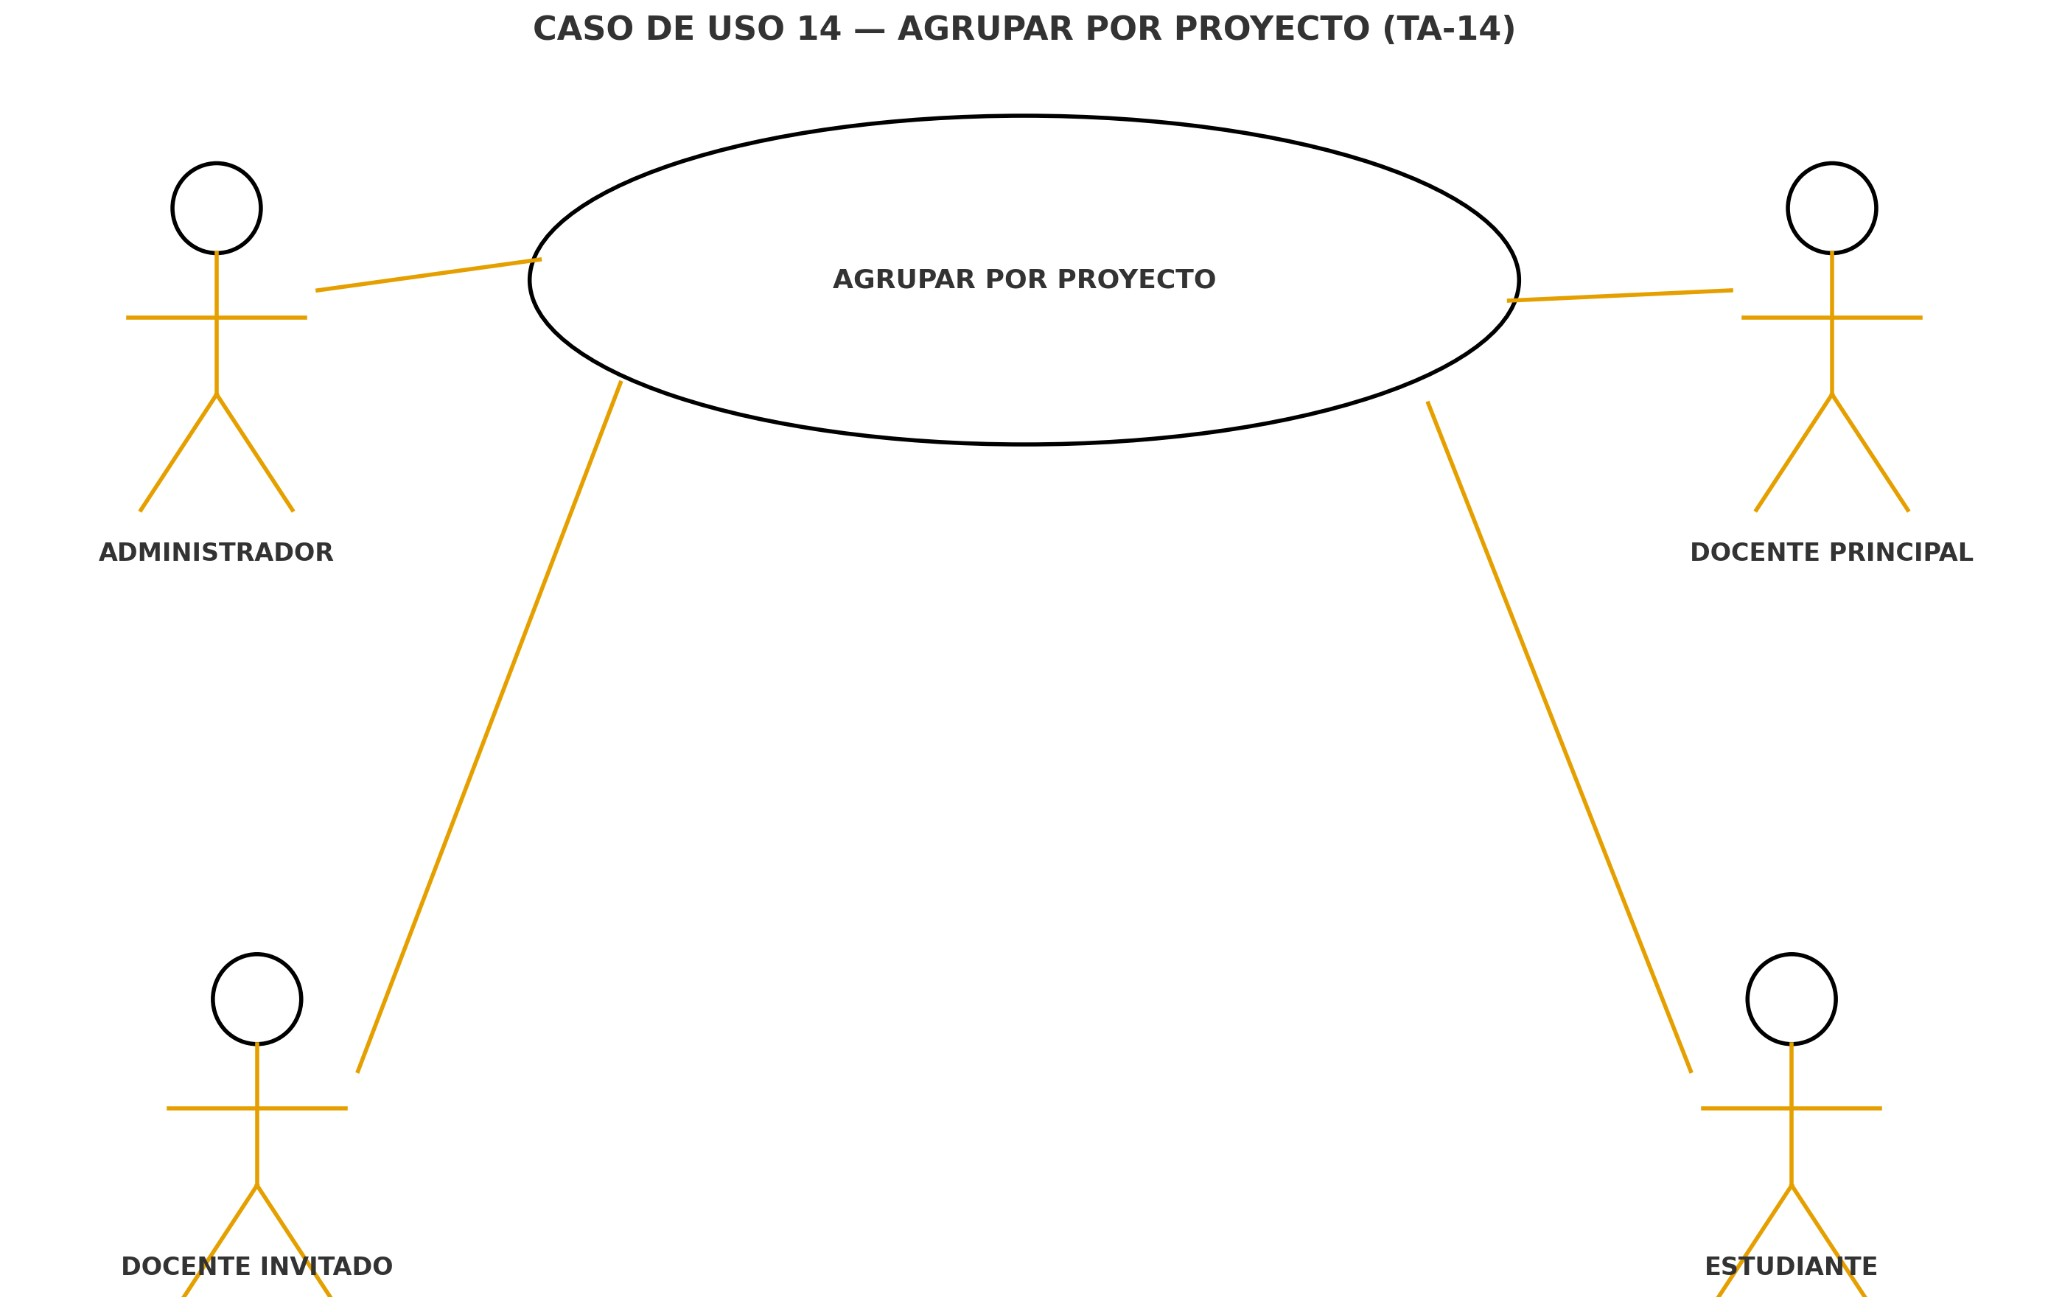 CASO DE USO 14 — AGRUPAR POR PROYECTO (TA-14)
AGRUPAR POR PROYECTO
ADMINISTRADOR
DOCENTE PRINCIPAL
DOCENTE INVITADO
ESTUDIANTE